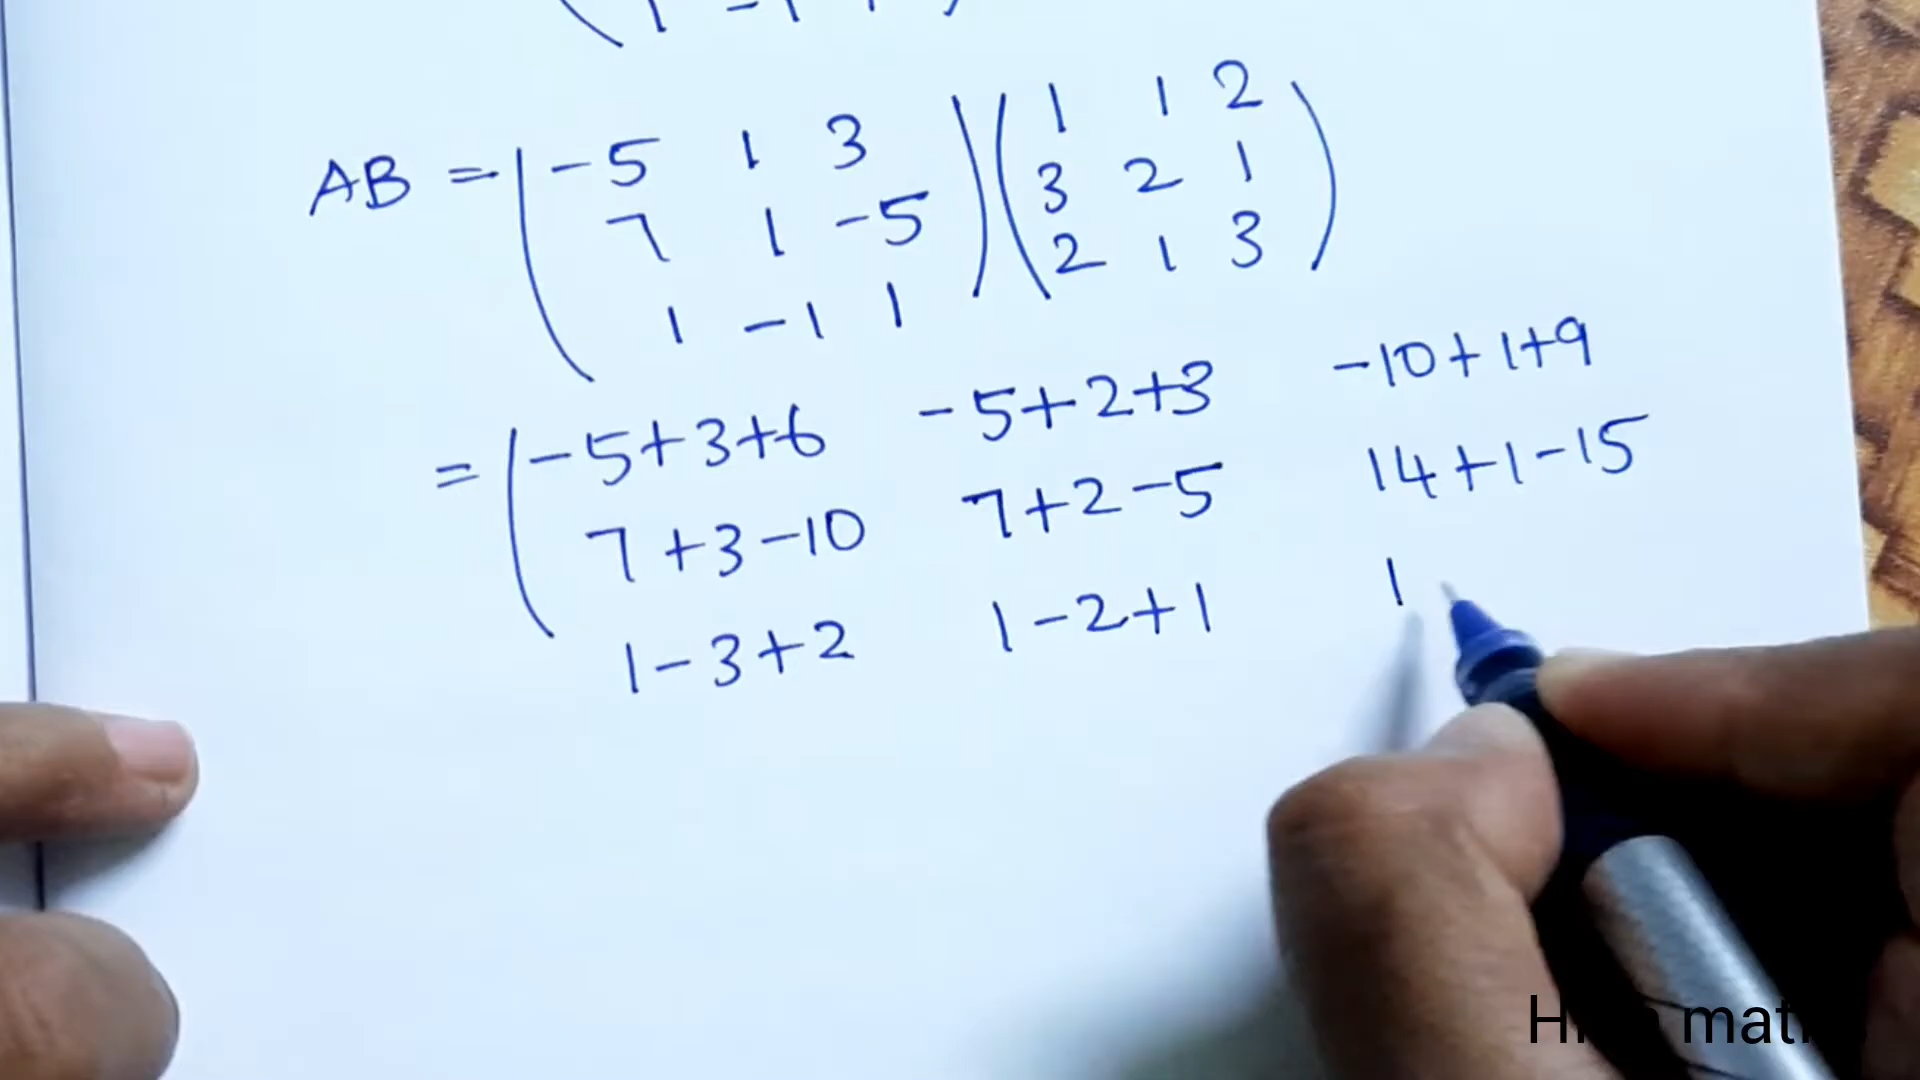 AB = (-5 1 3) (1 1 2)
7 1 -5 3 2 1
1 -1 1 2 1 3
= (-5+3+6 -5+2+3 -10+1+9
7+3-10 7+2-5 14+1-15
1-3+2 1-2+1 1